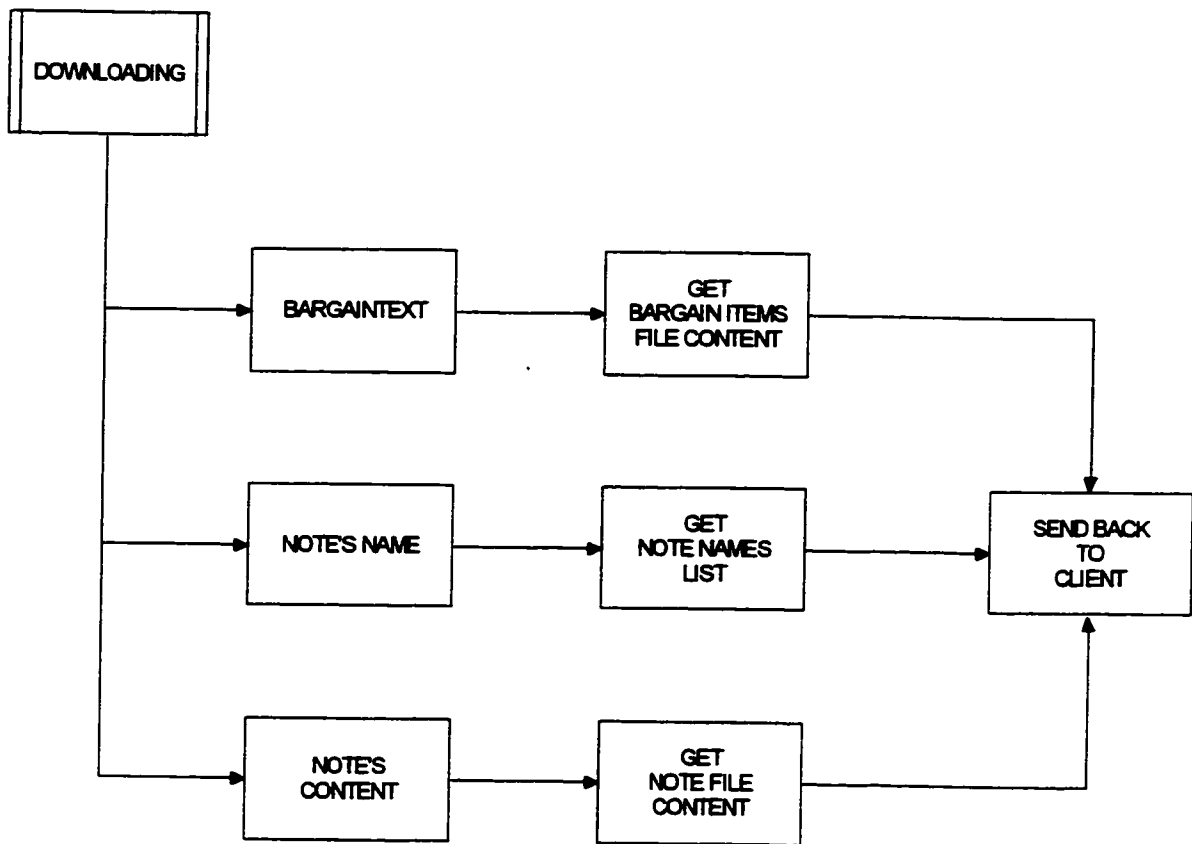 DOWNLOADING
BARGAINTEXT
GET
BARGAIN ITEMS
FILE CONTENT
NOTE'S NAME
GET
NOTE NAMES
LIST
SEND BACK
TO
CLIENT
NOTE'S
CONTENT
GET
NOTE FILE
CONTENT